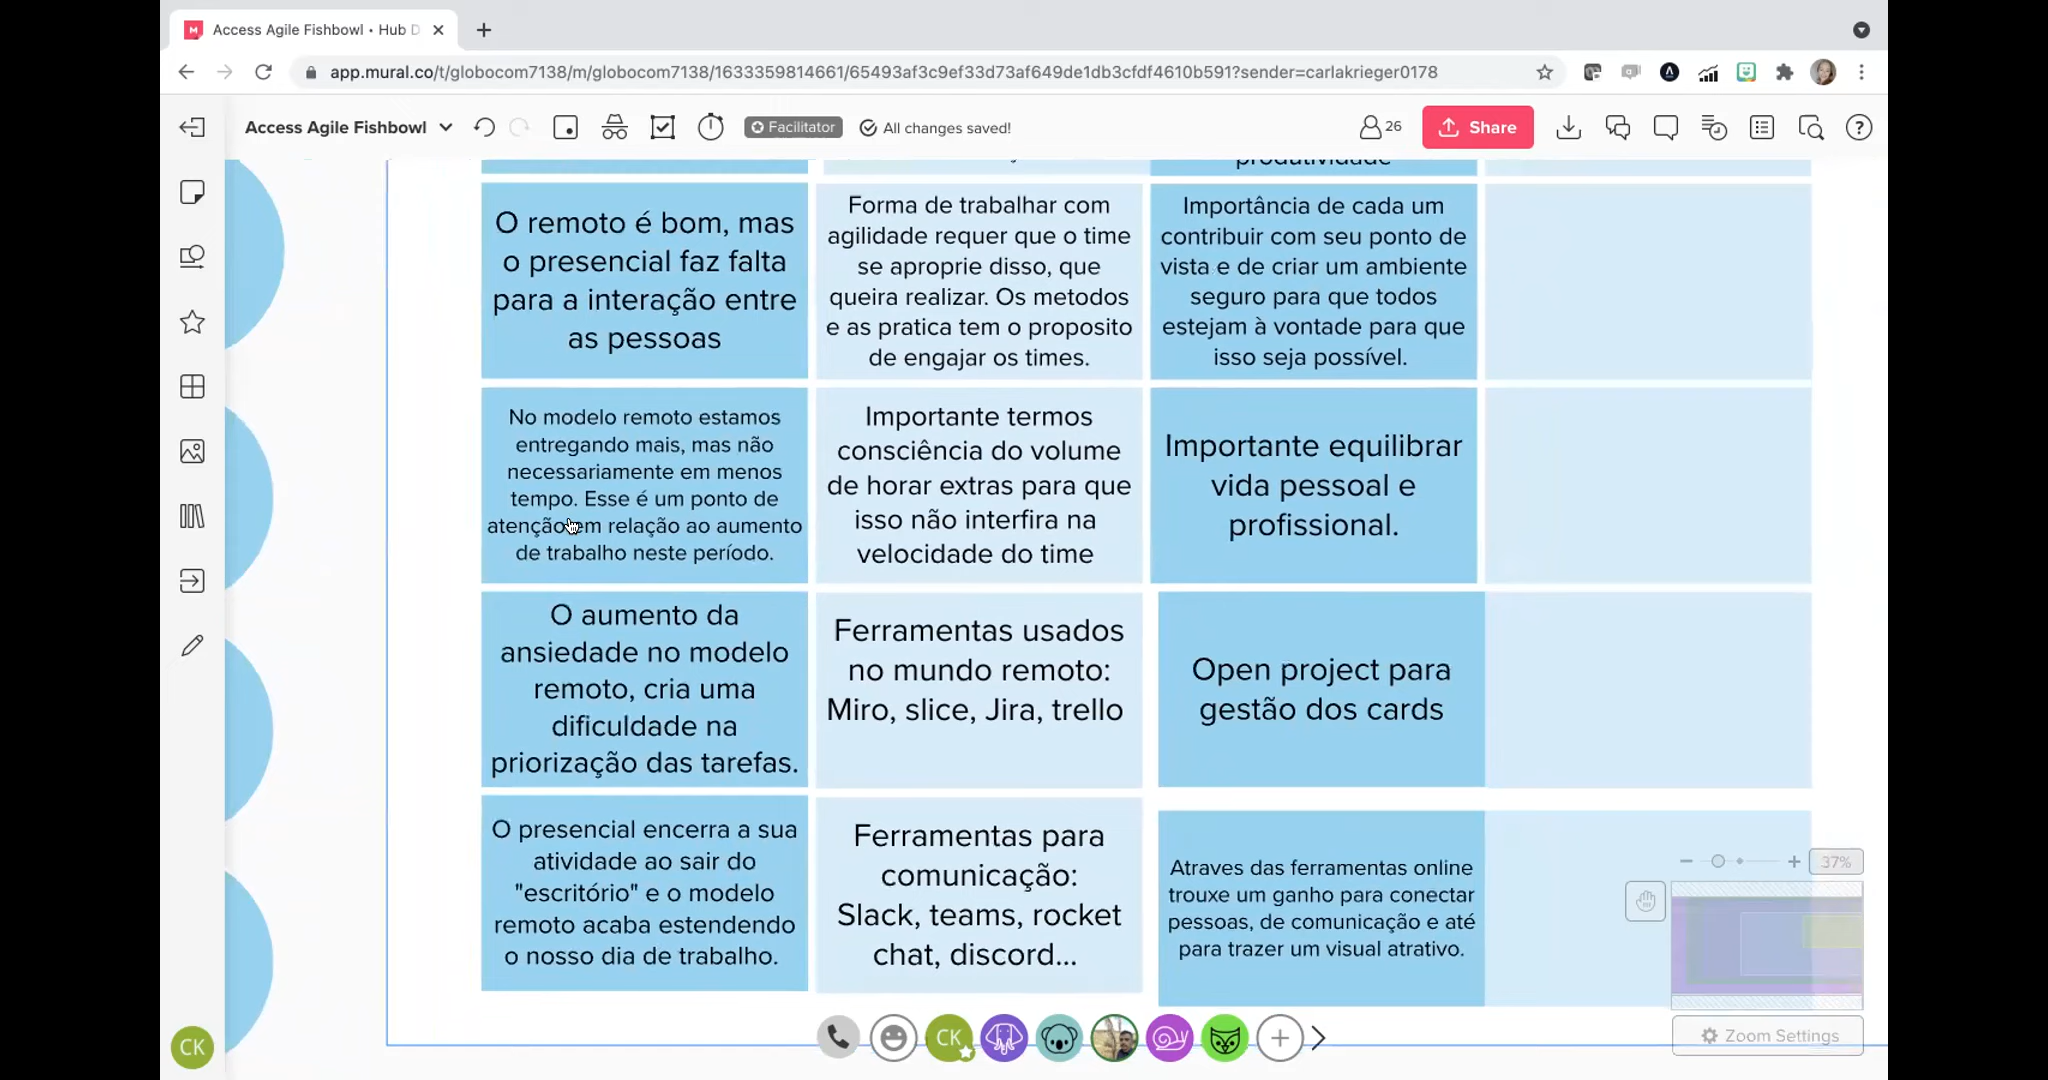 Access Agile Fishbowl • Hub D
app.mural.co/t/globocom7138/m/globocom7138/1633359814661/65493af3c9ef33d73af649de1db3cfdf4610b591?sender=carlakrieger0178
Access Agile Fishbowl
Facilitator
All changes saved!
26
Share
produtividade
O remoto é bom, mas
o presencial faz falta
para a interação entre
as pessoas
Forma de trabalhar com
agilidade requer que o time
se aproprie disso, que
queira realizar. Os metodos
e as pratica tem o proposito
de engajar os times.
Importância de cada um
contribuir com seu ponto de
vista e de criar um ambiente
seguro para que todos
estejam à vontade para que
isso seja possível.
No modelo remoto estamos
entregando mais, mas não
necessariamente em menos
tempo. Esse é um ponto de
atenção em relação ao aumento
de trabalho neste período.
Importante termos
consciência do volume
de horar extras para que
isso não interfira na
velocidade do time
Importante equilibrar
vida pessoal e
profissional.
O aumento da
ansiedade no modelo
remoto, cria uma
dificuldade na
priorização das tarefas.
Ferramentas usados
no mundo remoto:
Miro, slice, Jira, trello
Open project para
gestão dos cards
O presencial encerra a sua
atividade ao sair do
"escritório" e o modelo
remoto acaba estendendo
o nosso dia de trabalho.
Ferramentas para
comunicação:
Slack, teams, rocket
chat, discord...
Atraves das ferramentas online
trouxe um ganho para conectar
pessoas, de comunicação e até
para trazer um visual atrativo.
37%
Zoom Settings
CK
CK